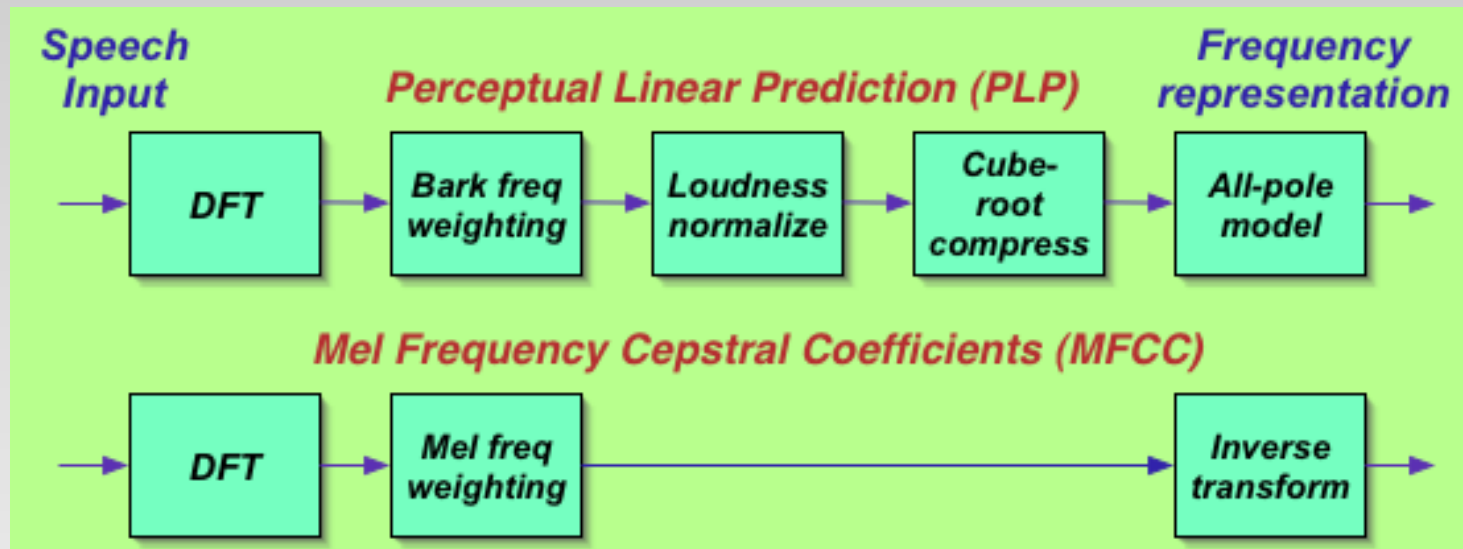 Speech
Input
Perceptual Linear Prediction (PLP)
Frequency
representation
DFT
Bark freq
weighting
Loudness
normalize
Cube-
root
compress
All-pole
model
Mel Frequency Cepstral Coefficients (MFCC)
DFT
Mel freq
weighting
Inverse
transform